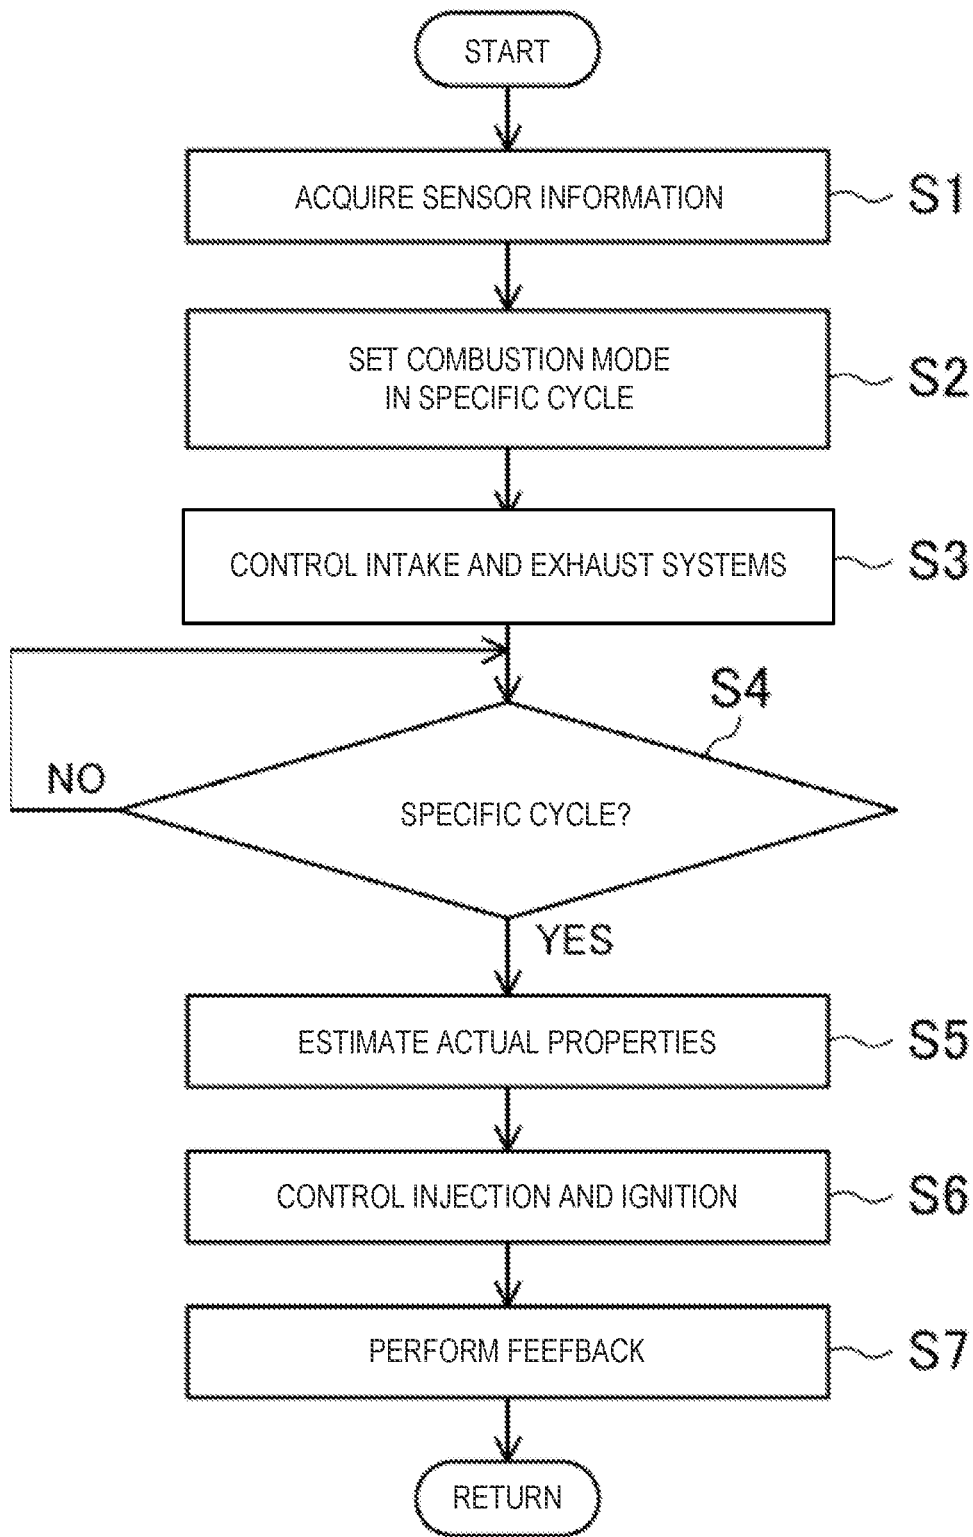 START
ACQUIRE SENSOR INFORMATION
S1
SET COMBUSTION MODE
IN SPECIFIC CYCLE
S2
CONTROL INTAKE AND EXHAUST SYSTEMS
S3
S4
NO
SPECIFIC CYCLE?
YES
ESTIMATE ACTUAL PROPERTIES
S5
CONTROL INJECTION AND IGNITION
S6
PERFORM FEEFBACK
S7
RETURN